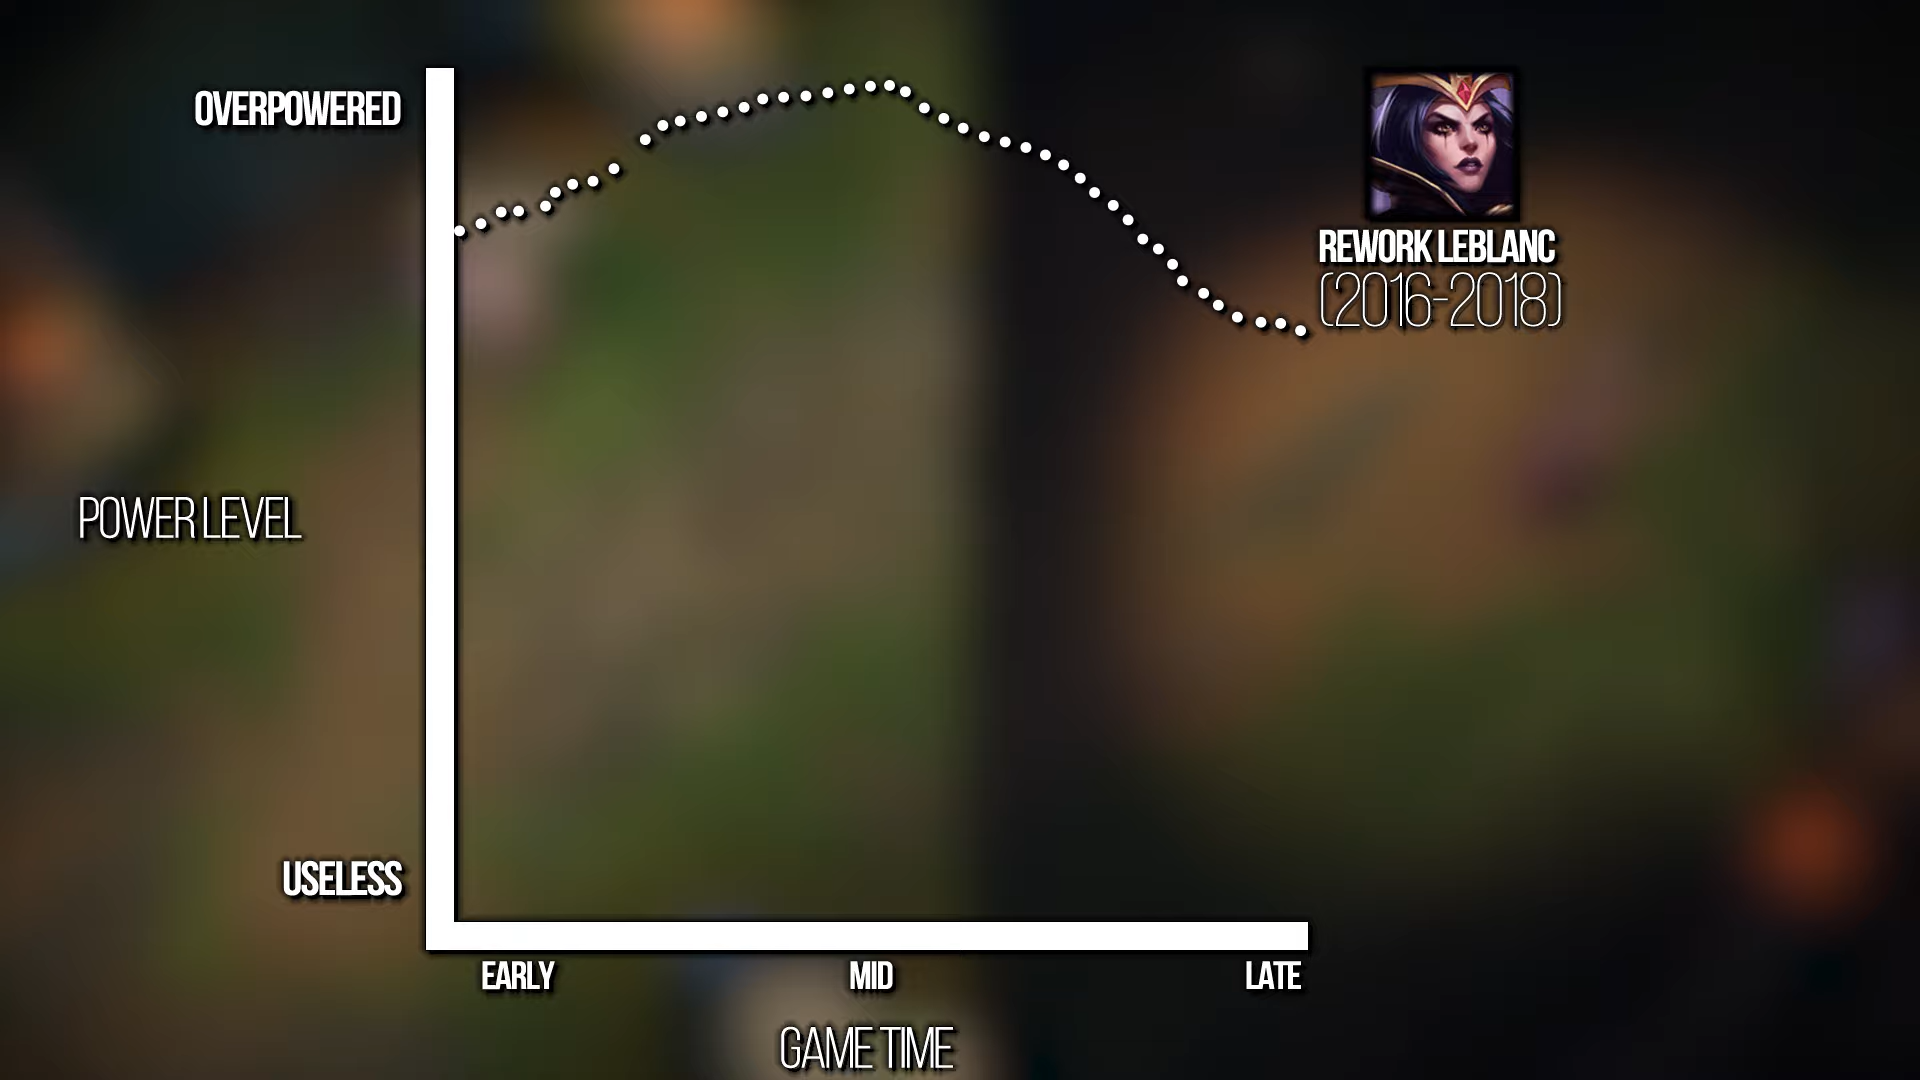 OVERPOWERED
REWORK LEBLANC
(2016-2018)
POWER LEVEL
USELESS
EARLY
MID
LATE
GAME TIME